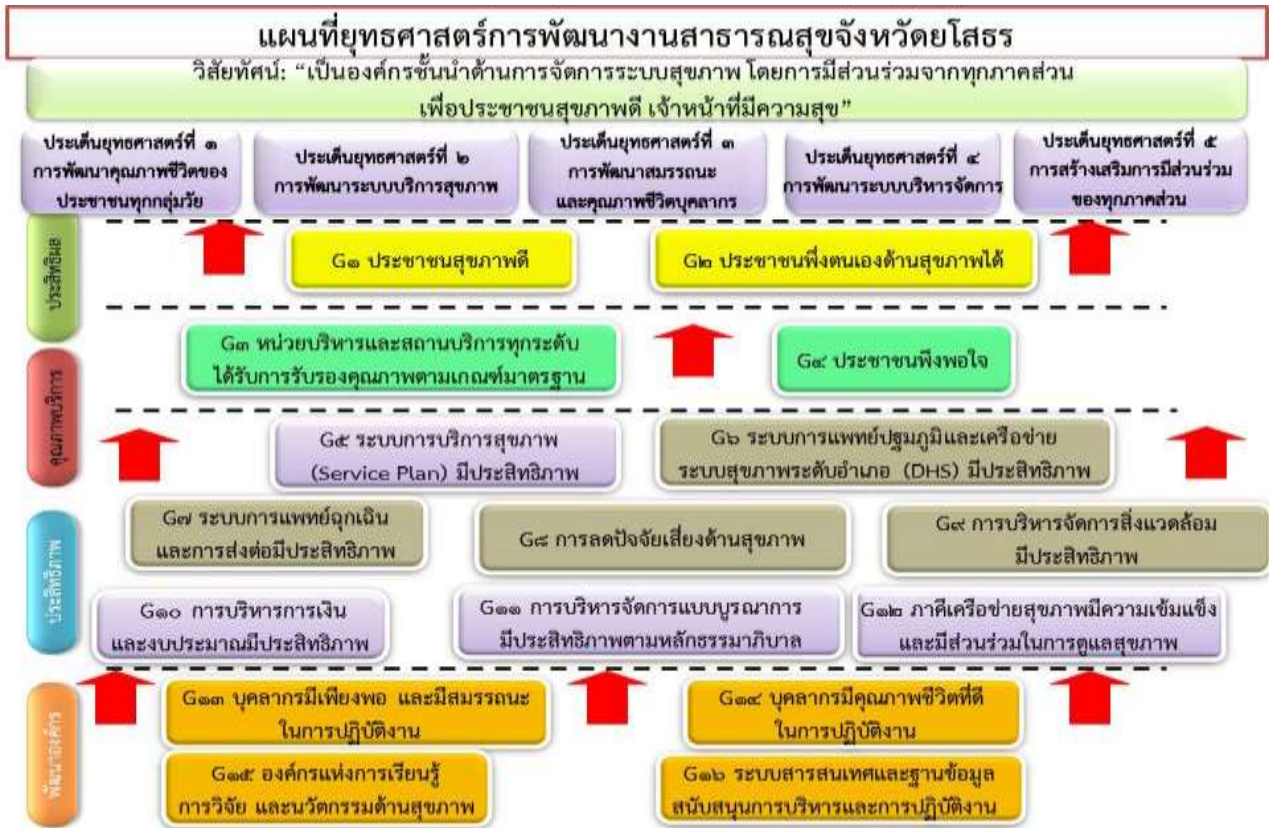 แผนที่ยุทธศาสตร์การพัฒนางานสาธารณสุขจังหวัดยโสธร
วิสัยทัศน์: “เป็นองค์กรชั้นนำด้านการจัดการระบบสุขภาพ โดยการมีส่วนร่วมจากทุกภาคส่วน
เพื่อประชาชนสุขภาพดี เจ้าหน้าที่มีความสุข”
ประเด็นยุทธศาสตร์ที่ ๑
การพัฒนาคุณภาพชีวิตของ
ประชาชนทุกกลุ่มวัย
ประเด็นยุทธศาสตร์ที่ ๒
การพัฒนาระบบบริการสุขภาพ
ประเด็นยุทธศาสตร์ที่ ๓
การพัฒนาสมรรถนะ
และคุณภาพชีวิตบุคลากร
ประเด็นยุทธศาสตร์ที่ ๔
การพัฒนาระบบบริหารจัดการ
ประเด็นยุทธศาสตร์ที่ ๕
การสร้างเสริมการมีส่วนร่วม
ของทุกภาคส่วน
ประสิทธิผล
G๑ ประชาชนสุขภาพดี
G๒ ประชาชนพึ่งตนเองด้านสุขภาพได้
คุณภาพบริการ
G๓ หน่วยบริหารและสถานบริการทุกระดับ
ได้รับการรับรองคุณภาพตามเกณฑ์มาตรฐาน
G๔ ประชาชนพึงพอใจ
G๕ ระบบการบริการสุขภาพ
(Service Plan) มีประสิทธิภาพ
G๖ ระบบการแพทย์ปฐมภูมิและเครือข่าย
ระบบสุขภาพระดับอำเภอ (DHS) มีประสิทธิภาพ
ประสิทธิภาพ
G๗ ระบบการแพทย์ฉุกเฉิน
และการส่งต่อมีประสิทธิภาพ
G๘ การลดปัจจัยเสี่ยงด้านสุขภาพ
G๙ การบริหารจัดการสิ่งแวดล้อม
มีประสิทธิภาพ
G๑๐ การบริหารการเงิน
และงบประมาณมีประสิทธิภาพ
G๑๑ การบริหารจัดการแบบบูรณาการ
มีประสิทธิภาพตามหลักธรรมาภิบาล
G๑๒ ภาคีเครือข่ายสุขภาพมีความเข้มแข็ง
และมีส่วนร่วมในการดูแลสุขภาพ
พัฒนาองค์กร
G๑๓ บุคลากรมีเพียงพอ และมีสมรรถนะ
ในการปฏิบัติงาน
G๑๔ บุคลากรมีคุณภาพชีวิตที่ดี
ในการปฏิบัติงาน
G๑๕ องค์กรแห่งการเรียนรู้
การวิจัย และนวัตกรรมด้านสุขภาพ
G๑๖ ระบบสารสนเทศและฐานข้อมูล
สนับสนุนการบริหารและการปฏิบัติงาน